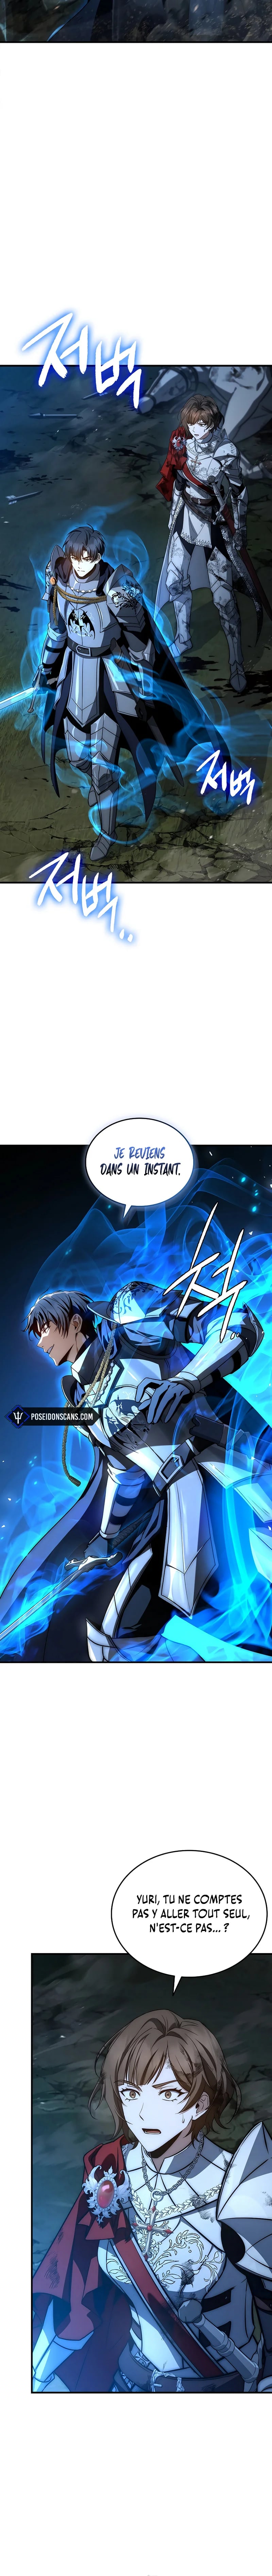 저벅
저벅
저벅..
JE REVIENS
DANS UN INSTANT.
척
POSEIDONSCANS.COM
YURI, TU NE COMPTES
PAS Y ALLER TOUT SEUL,
N'EST-CE PAS...?